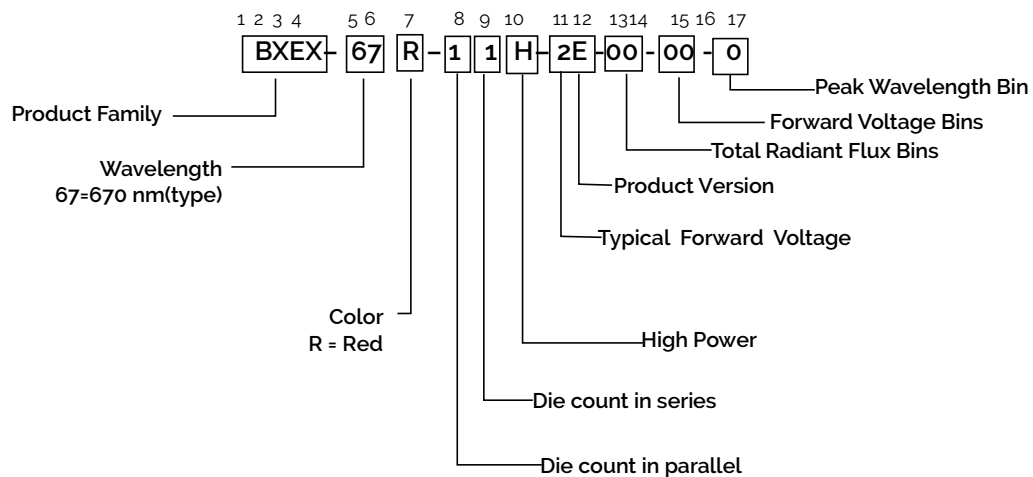 1 2 3 4 5 6 7 8 9 10 11 12 1314 15 16 17
BXEX- 67 R - 1 1 H - 2E - 00 - 00 - 0
Peak Wavelength Bin
Product Family
Forward Voltage Bins
Total Radiant Flux Bins
Wavelength
67=670 nm(type)
Product Version
Typical Forward Voltage
Color
R = Red
High Power
Die count in series
Die count in parallel